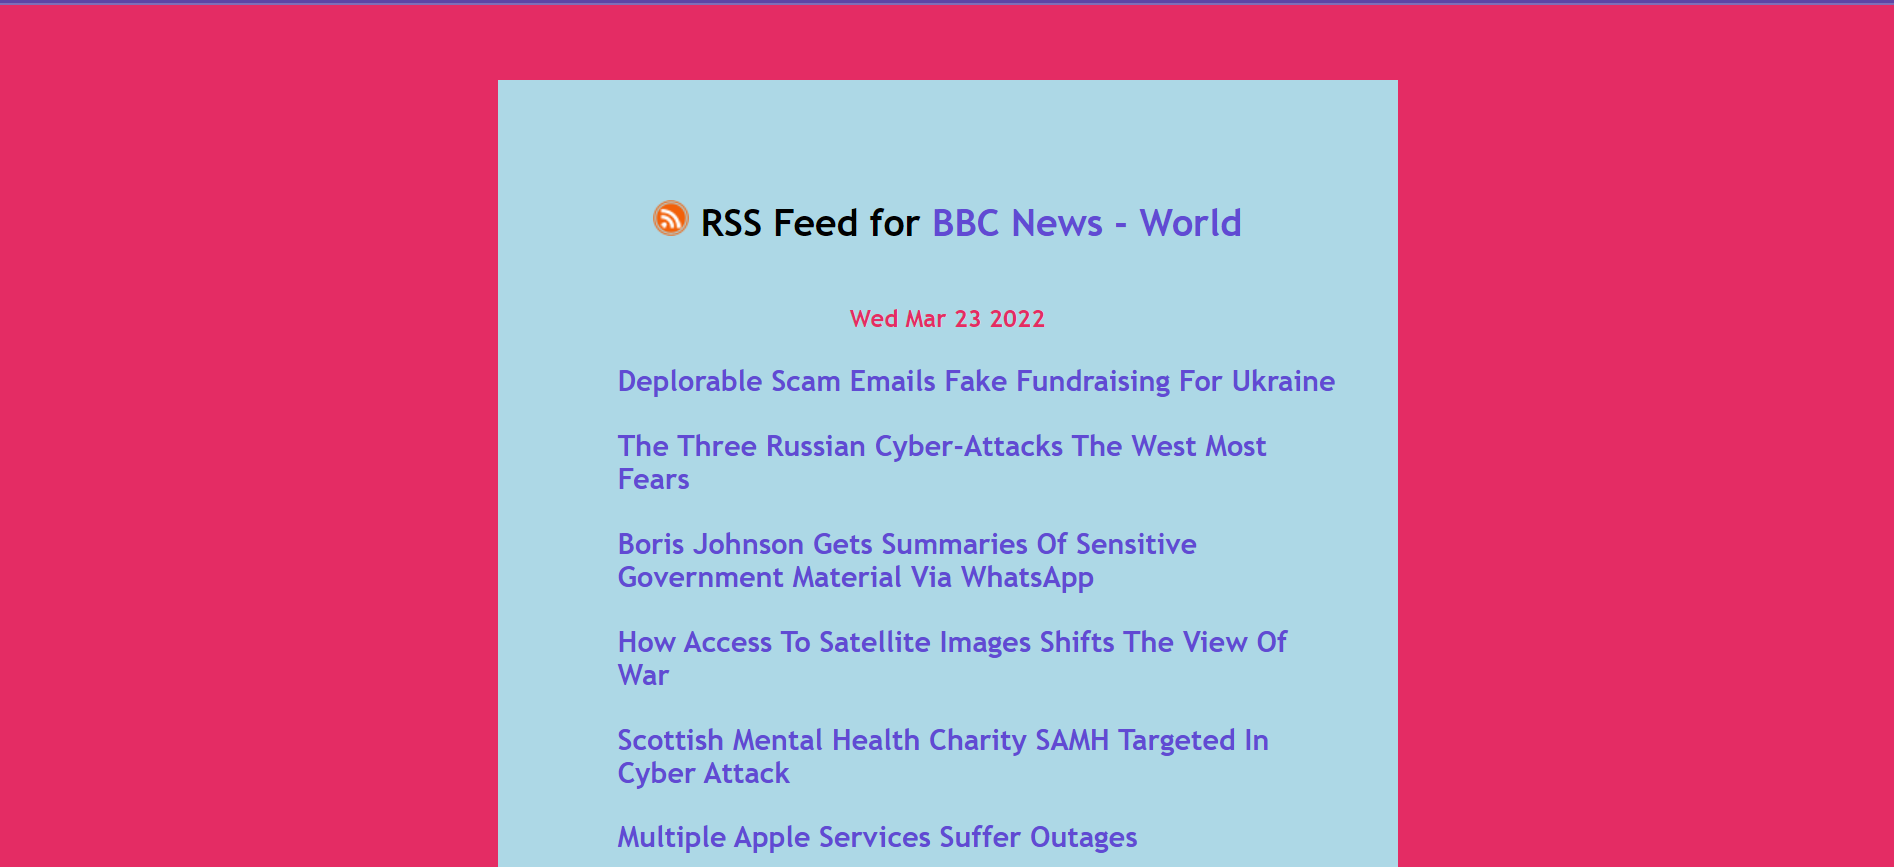 RSS Feed for BBC News - World
Wed Mar 23 2022
Deplorable Scam Emails Fake Fundraising For Ukraine
The Three Russian Cyber-Attacks The West Most
Fears
Boris Johnson Gets Summaries Of Sensitive
Government Material Via WhatsApp
How Access To Satellite Images Shifts The View Of
War
Scottish Mental Health Charity SAMH Targeted In
Cyber Attack
Multiple Apple Services Suffer Outages